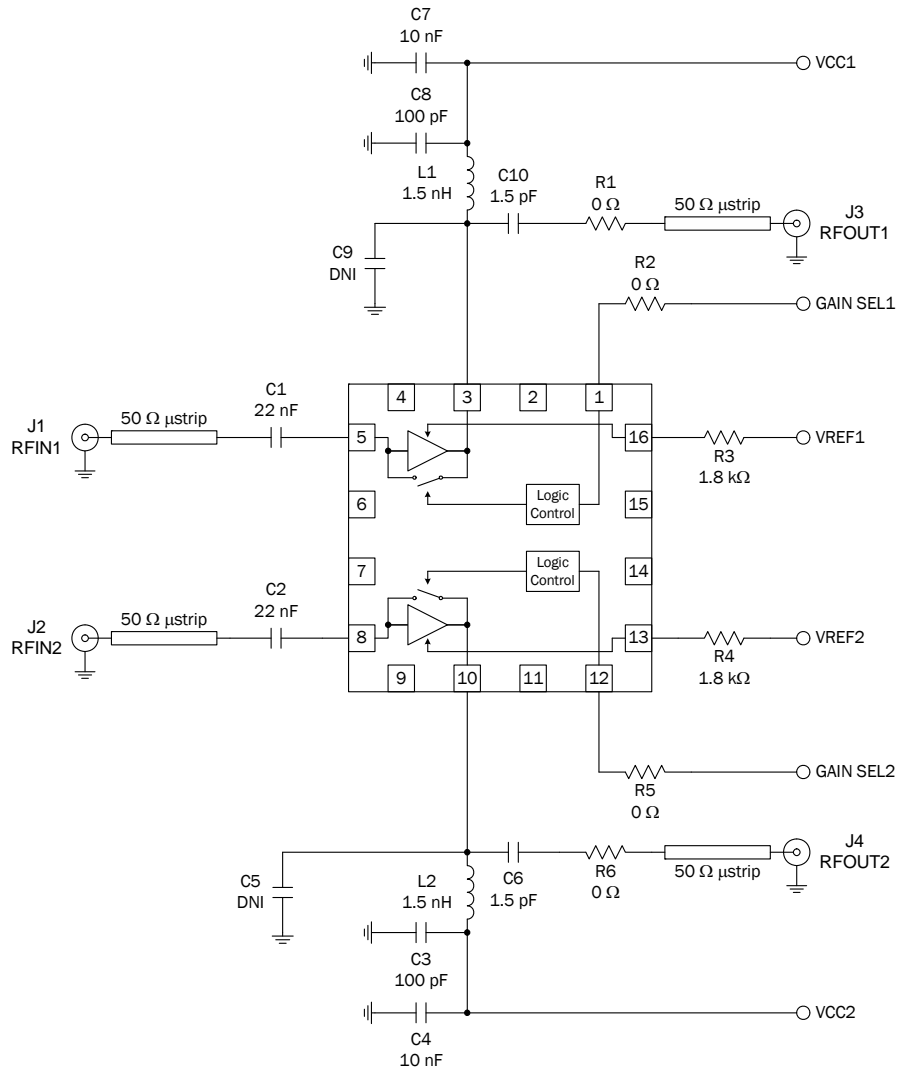 C7
10 nF
VCC1
C8
100 pF
L1
1.5 nH
C10
1.5 pF
R1
0 Ω
50 Ω µstrip
J3
RFOUT1
C9
DNI
R2
0 Ω
GAIN SEL1
4
3
2
1
J1
RFIN1
50 Ω µstrip
C1
22 nF
5
16
R3
1.8 kΩ
VREF1
6
Logic
Control
15
7
Logic
Control
14
J2
RFIN2
50 Ω µstrip
C2
22 nF
8
13
R4
1.8 kΩ
VREF2
9
10
11
12
R5
0 Ω
GAIN SEL2
C5
DNI
L2
1.5 nH
C6
1.5 pF
R6
0 Ω
50 Ω µstrip
J4
RFOUT2
C3
100 pF
C4
10 nF
VCC2